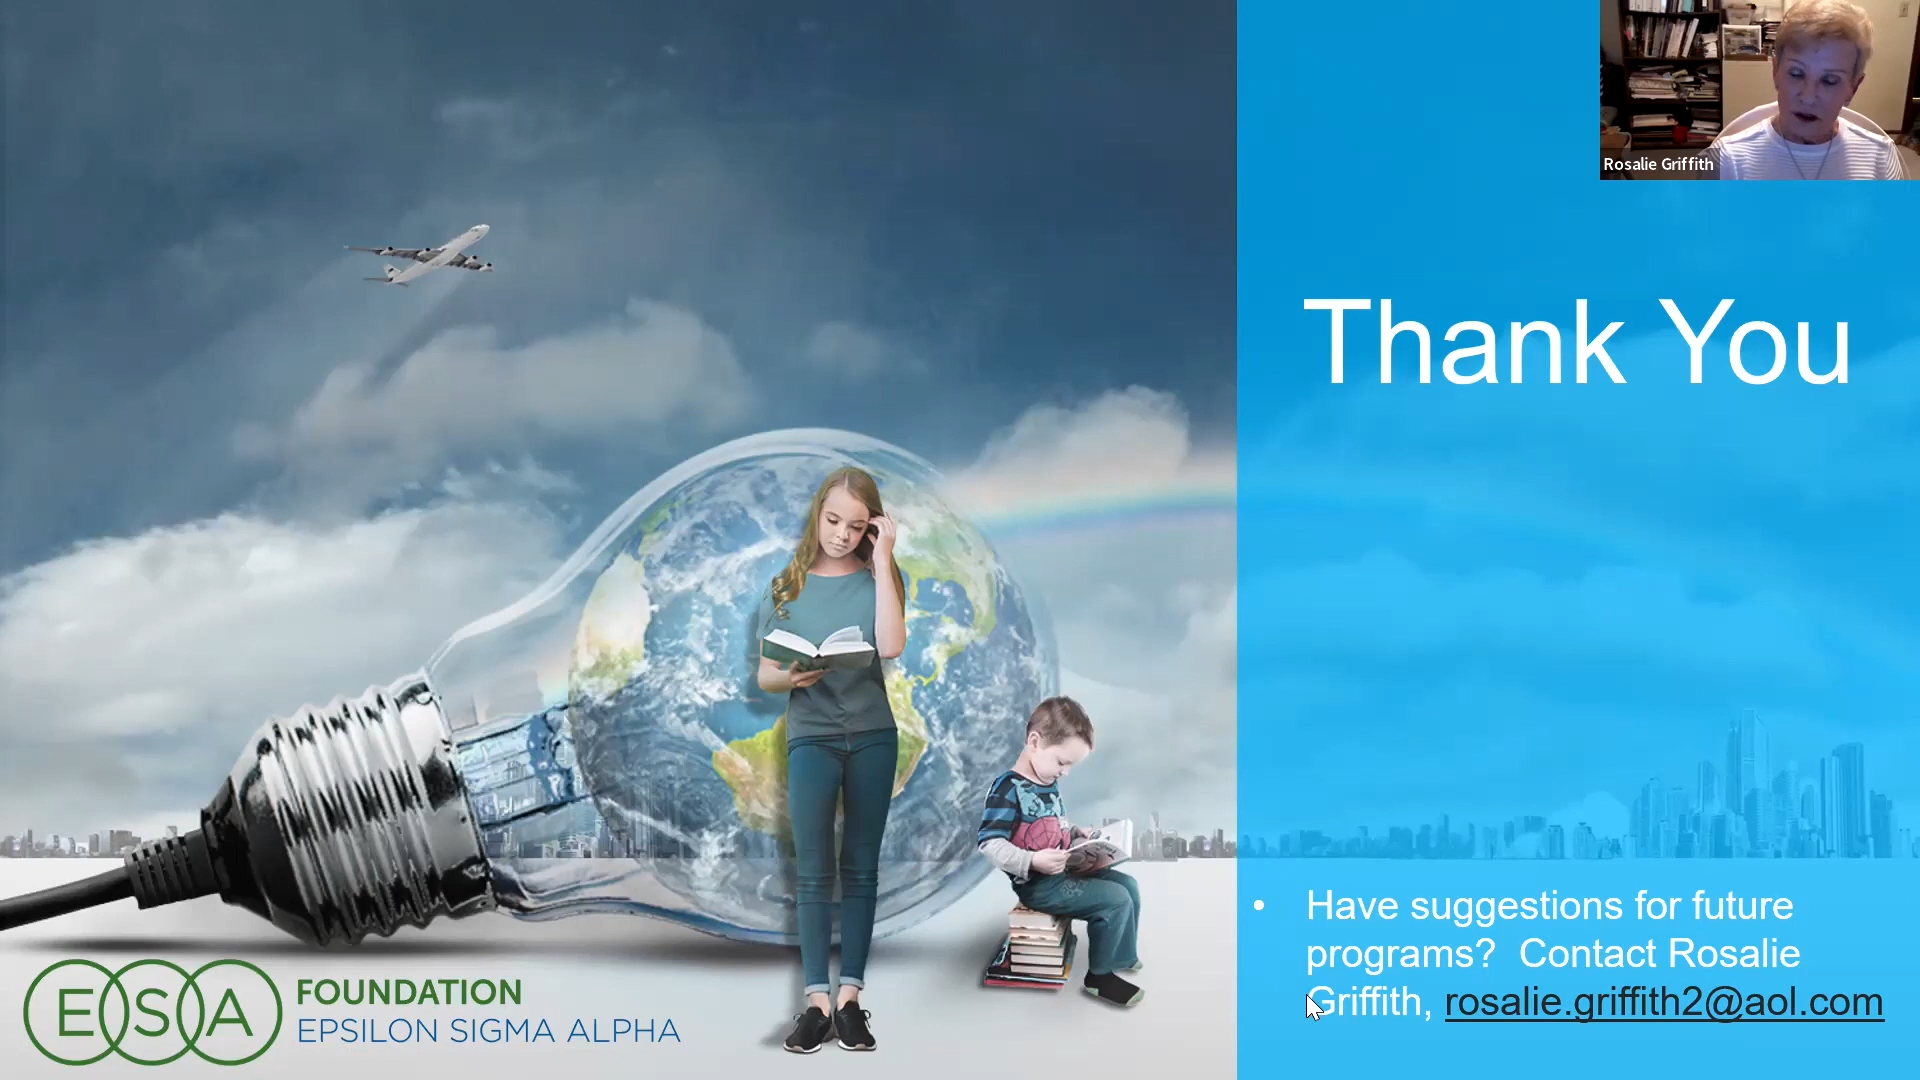 Rosalie Griffith
Thank You
• Have suggestions for future
programs?  Contact Rosalie
Griffith, rosalie.griffith2@aol.com
ESA
FOUNDATION
EPSILON SIGMA ALPHA